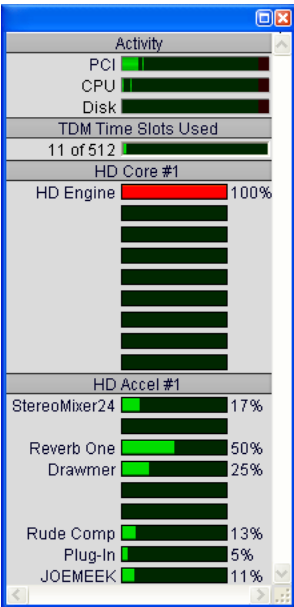 Activity
PCI
CPU
Disk
TDM Time Slots Used
11 of 512
HD Core #1
HD Engine 100%
HD Accel #1
StereoMixer24 17%
Reverb One 50%
Drawmer 25%
Rude Comp 13%
Plug-In 5%
JOEMEEK 11%